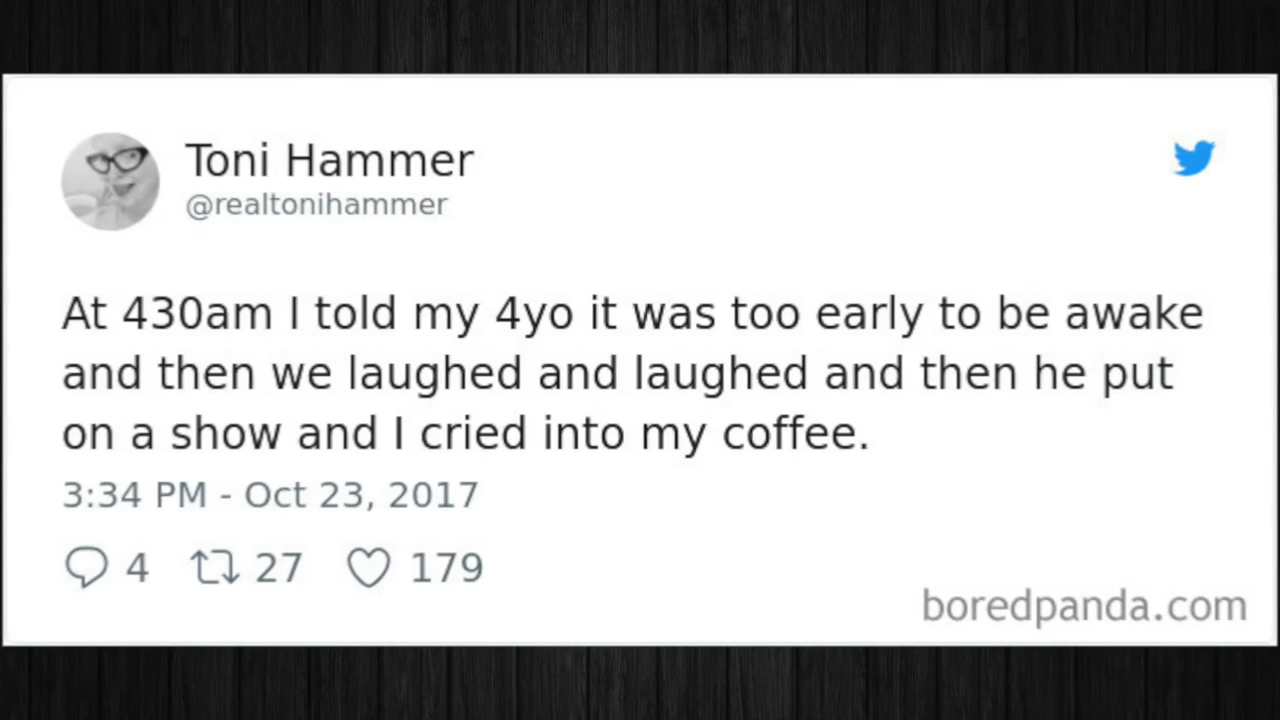 Toni Hammer
@realtonihammer
At 430am I told my 4yo it was too early to be awake
and then we laughed and laughed and then he put
on a show and I cried into my coffee.
3:34 PM - Oct 23, 2017
4 27 179
boredpanda.com